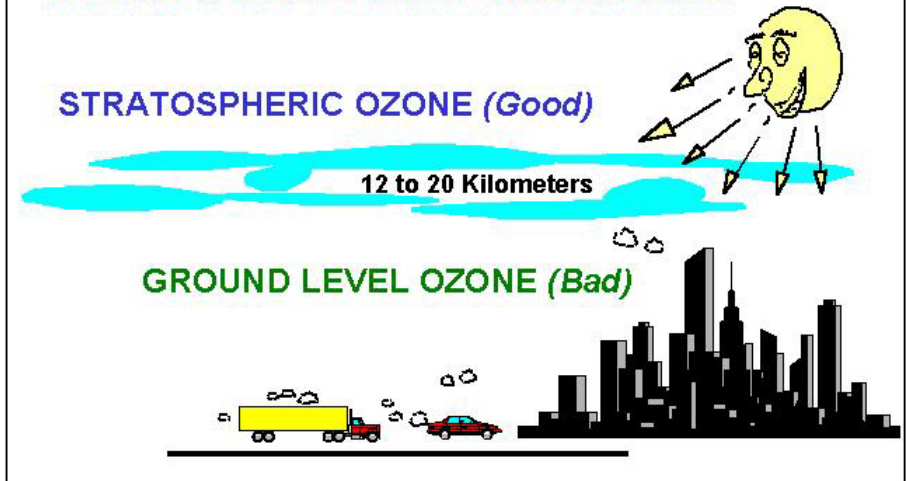 STRATOSPHERIC OZONE (Good)
12 to 20 Kilometers
GROUND LEVEL OZONE (Bad)